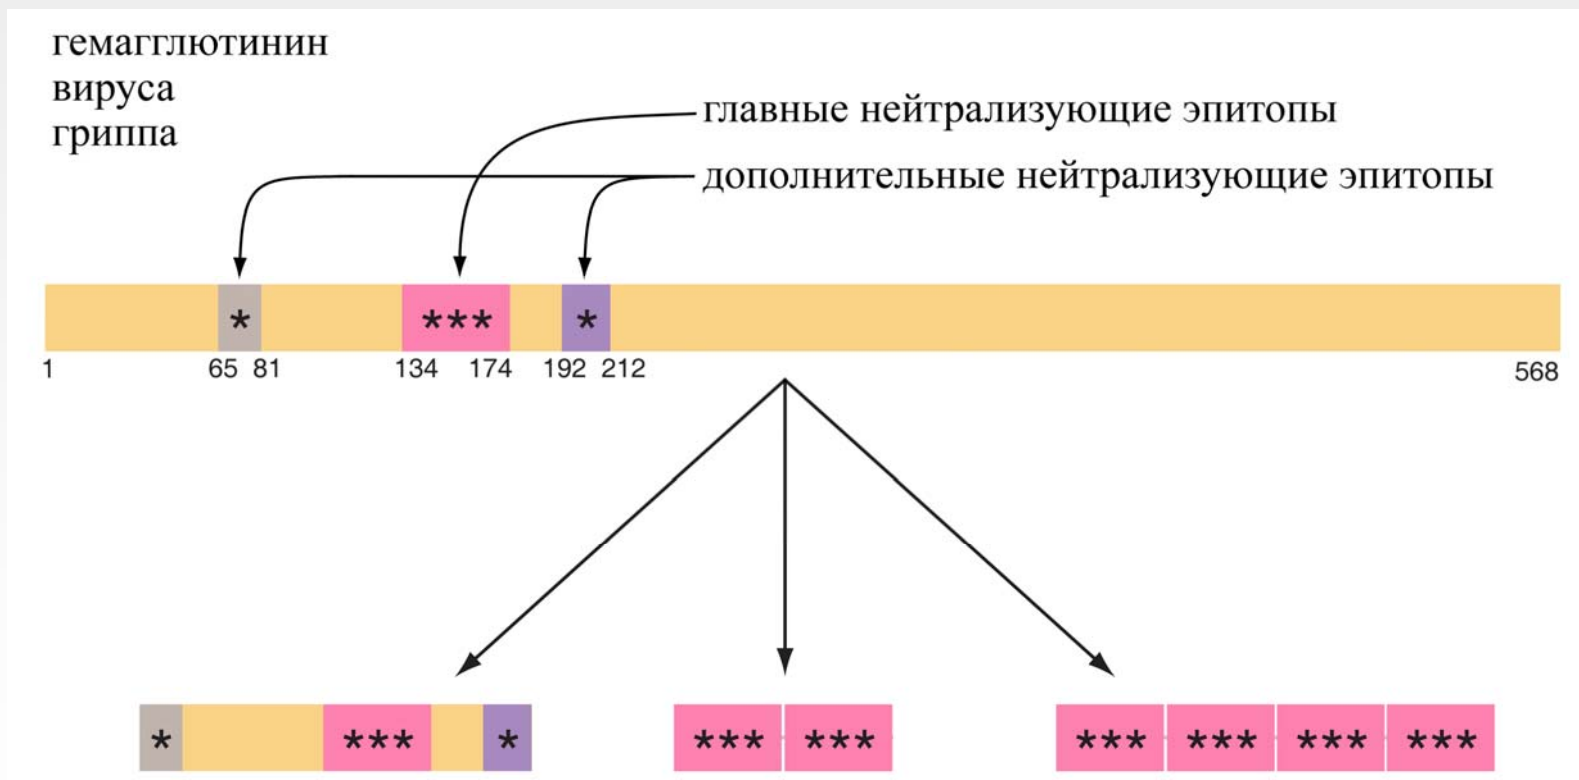 гемагглютинин
вируса
гриппа
главные нейтрализующие эпитопы
дополнительные нейтрализующие эпитопы
* *** *
1 65 81 134 174 192 212 568
* *** * *** *** *** *** *** ***